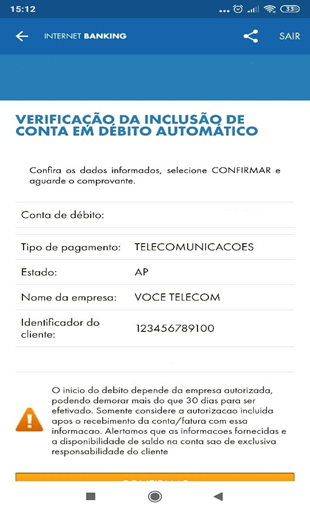 15:12
33
INTERNET BANKING
SAIR
VERIFICAÇÃO DA INCLUSÃO DE
CONTA EM DÉBITO AUTOMÁTICO
Confira os dados informados, selecione CONFIRMAR e
aguarde o comprovante.
Conta de débito:
Tipo de pagamento: TELECOMUNICACOES
Estado: AP
Nome da empresa: VOCE TELECOM
Identificador do 123456789100
cliente:
O inicio do debito depende da empresa autorizada,
podendo demorar mais do que 30 dias para ser
efetivado. Somente considere a autorizacao incluida
apos o recebimento da conta/fatura com essa
informacao. Alertamos que as informacoes fornecidas e
a disponibilidade de saldo na conta sao de exclusiva
responsabilidade do cliente